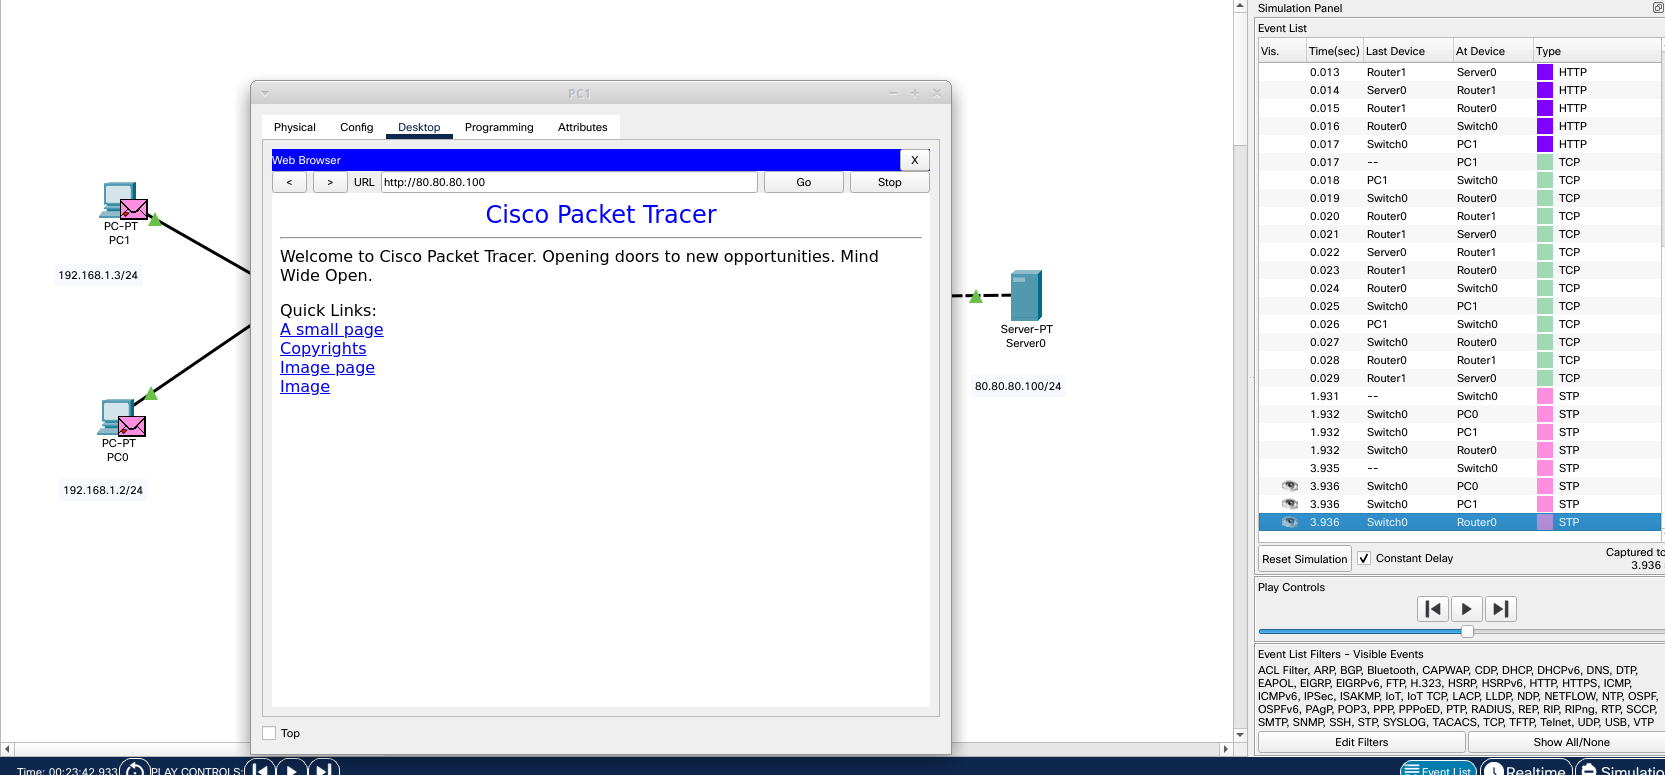 Simulation Panel
Event List
Vis. Time(sec) Last Device At Device Type
0.013 Router1 Server0 HTTP
0.014 Server0 Router1 HTTP
0.015 Router1 Router0 HTTP
0.016 Router0 Switch0 HTTP
0.017 Switch0 PC1 HTTP
0.017 -- PC1 TCP
0.018 PC1 Switch0 TCP
0.019 Switch0 Router0 TCP
0.020 Router0 Router1 TCP
0.021 Router1 Server0 TCP
0.022 Server0 Router1 TCP
0.023 Router1 Router0 TCP
0.024 Router0 Switch0 TCP
0.025 Switch0 PC1 TCP
0.026 PC1 Switch0 TCP
0.027 Switch0 Router0 TCP
0.028 Router0 Router1 TCP
0.029 Router1 Server0 TCP
1.931 -- Switch0 STP
1.932 Switch0 PC0 STP
1.932 Switch0 PC1 STP
1.932 Switch0 Router0 STP
3.935 -- Switch0 STP
3.936 Switch0 PC0 STP
3.936 Switch0 PC1 STP
3.936 Switch0 Router0 STP
Reset Simulation Constant Delay
Captured to
3.936
Play Controls
Event List Filters - Visible Events
ACL Filter, ARP, BGP, Bluetooth, CAPWAP, CDP, DHCP, DHCPv6, DNS, DTP,
EAPOL, EIGRP, EIGRPv6, FTP, H.323, HSRP, HSRPv6, HTTP, HTTPS, ICMP,
ICMPv6, IPSec, ISAKMP, IoT, IoT TCP, LACP, LLDP, NDP, NETFLOW, NTP, OSPF,
OSPFv6, PAgP, POP3, PPP, PPPoED, PTP, RADIUS, REP, RIP, RIPng, RTP, SCCP,
SMTP, SNMP, SSH, STP, SYSLOG, TACACS, TCP, TFTP, Telnet, UDP, USB, VTP
Edit Filters Show All/None
PC1
Physical Config Desktop Programming Attributes
Web Browser X
< > URL http://80.80.80.100 Go Stop
Cisco Packet Tracer
Welcome to Cisco Packet Tracer. Opening doors to new opportunities. Mind
Wide Open.
Quick Links:
A small page
Copyrights
Image page
Image
Top
PC-PT
PC1
192.168.1.3/24
PC-PT
PC0
192.168.1.2/24
Server-PT
Server0
80.80.80.100/24
Time: 00:23:42.933 PLAY CONTROLS: Event List Realtime Simulatio